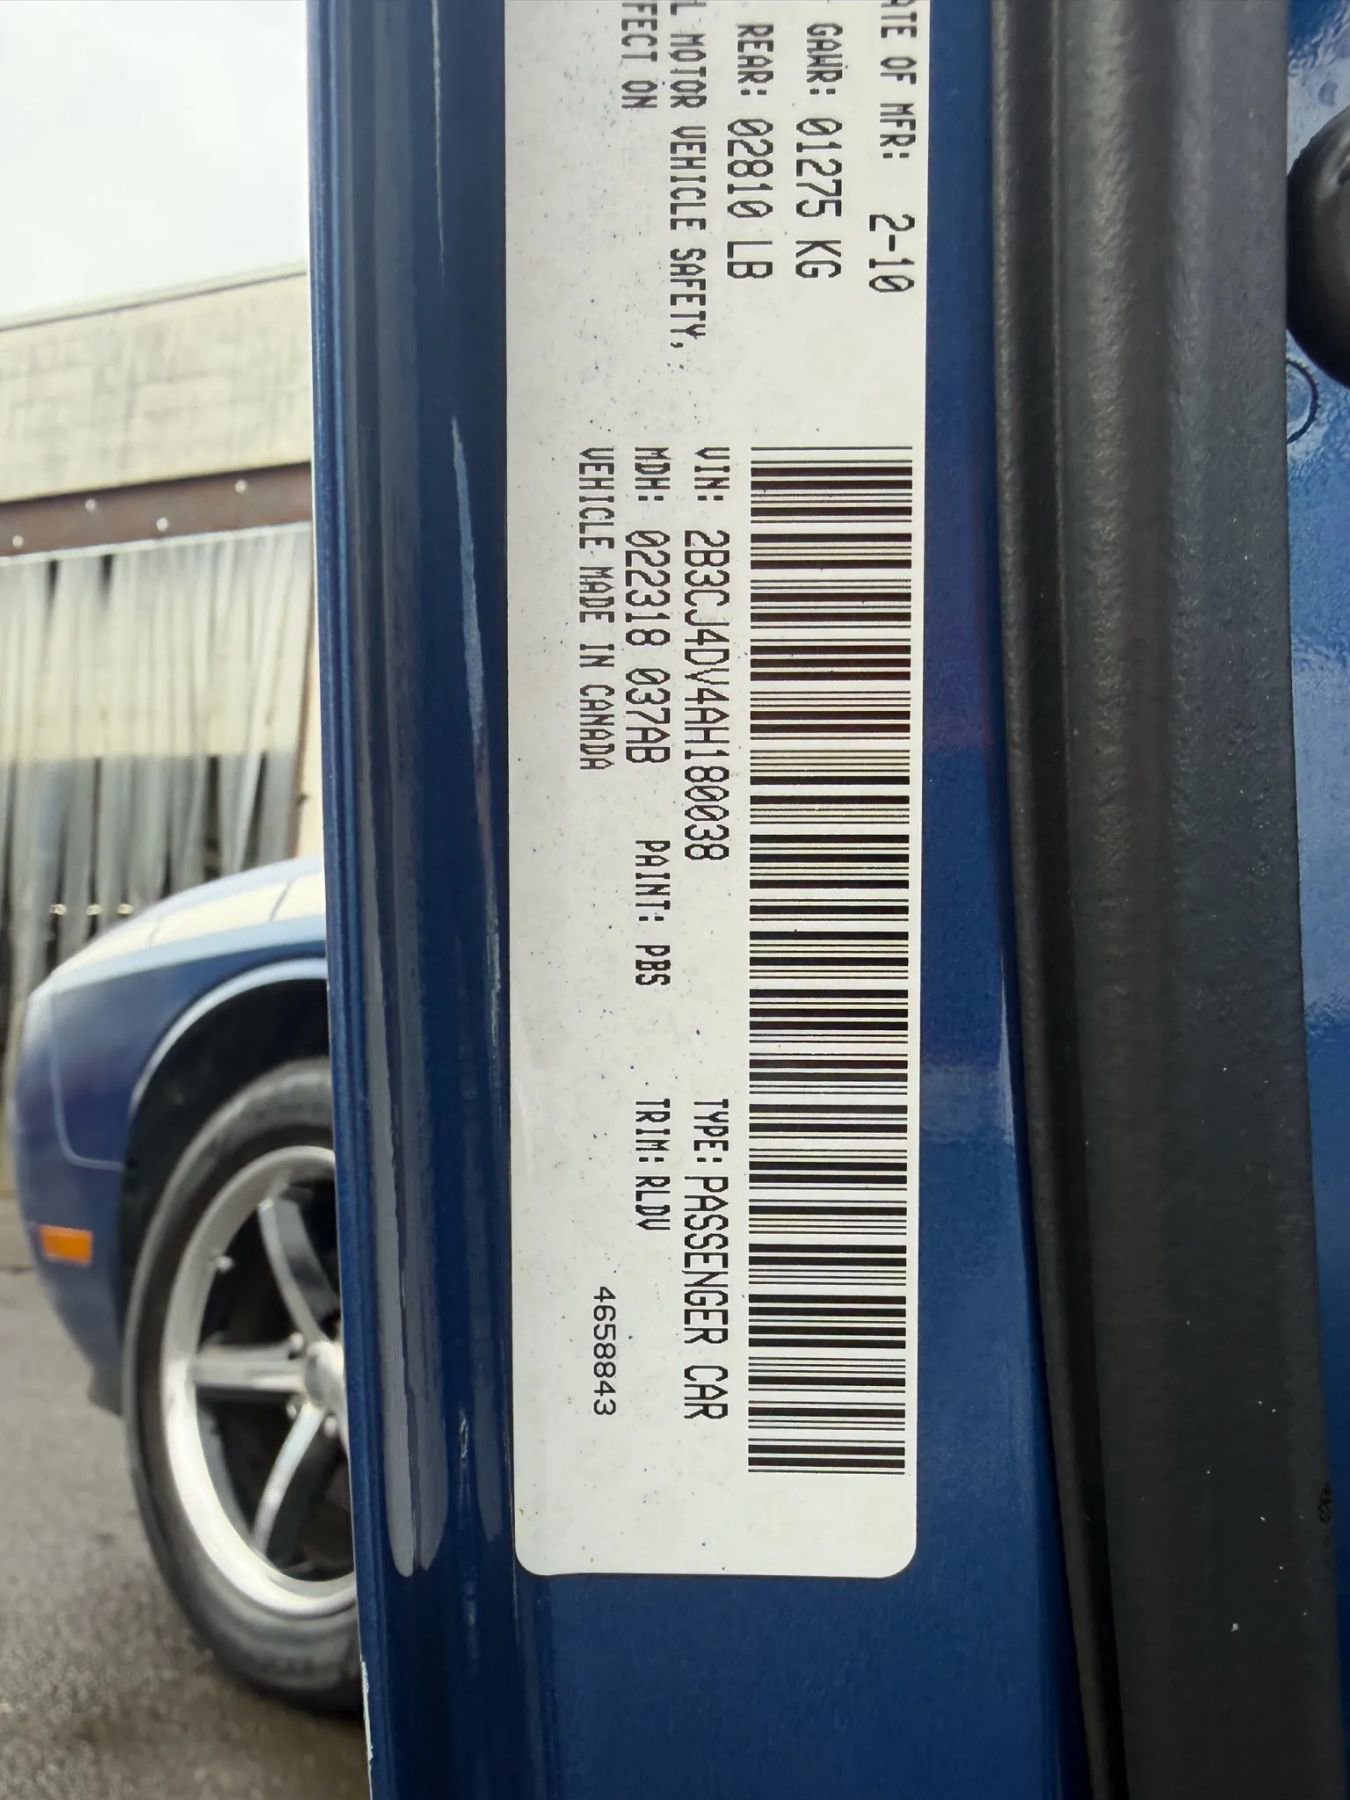 ATE OF MFR: 2-10
GAWR: 01275 KG
REAR: 02810 LB
L MOTOR VEHICLE SAFETY,
FECT ON
VIN: 2B3CJ4DV4AH180038 TYPE: PASSENGER CAR
MDH: 022318 037AB PAINT: PBS TRIM: RLDV
VEHICLE MADE IN CANADA
4658843